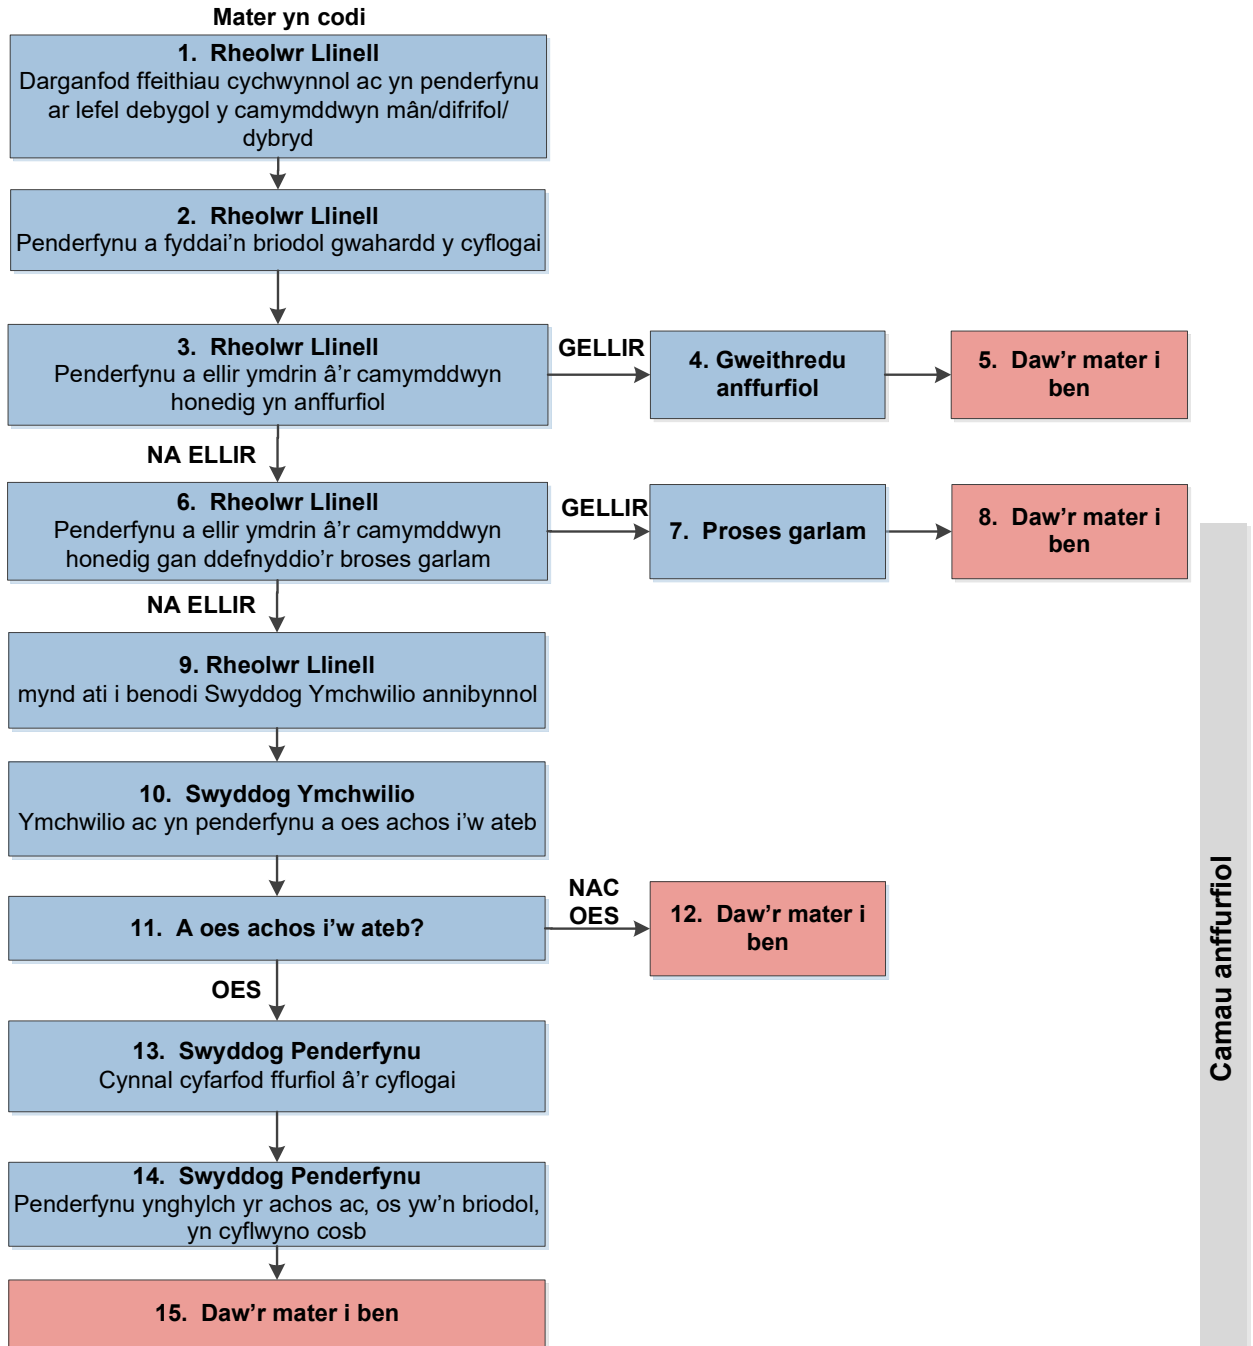 Mater yn codi
1. Rheolwr Llinell
Darganfod ffeithiau cychwynnol ac yn penderfynu
ar lefel debygol y camymddwyn mân/difrifol/
dybryd
2. Rheolwr Llinell
Penderfynu a fyddai’n briodol gwahardd y cyflogai
3. Rheolwr Llinell
Penderfynu a ellir ymdrin â’r camymddwyn
honedig yn anffurfiol
GELLIR
4. Gweithredu
anffurfiol
5. Daw’r mater i
ben
NA ELLIR
6. Rheolwr Llinell
Penderfynu a ellir ymdrin â’r camymddwyn
honedig gan ddefnyddio’r broses garlam
GELLIR
7. Proses garlam
8. Daw’r mater i
ben
NA ELLIR
9. Rheolwr Llinell
mynd ati i benodi Swyddog Ymchwilio annibynnol
10. Swyddog Ymchwilio
Ymchwilio ac yn penderfynu a oes achos i’w ateb
11. A oes achos i’w ateb?
NAC
OES
12. Daw’r mater i
ben
OES
13. Swyddog Penderfynu
Cynnal cyfarfod ffurfiol â’r cyflogai
14. Swyddog Penderfynu
Penderfynu ynghylch yr achos ac, os yw’n briodol,
yn cyflwyno cosb
15. Daw’r mater i ben
Camau anffurfiol